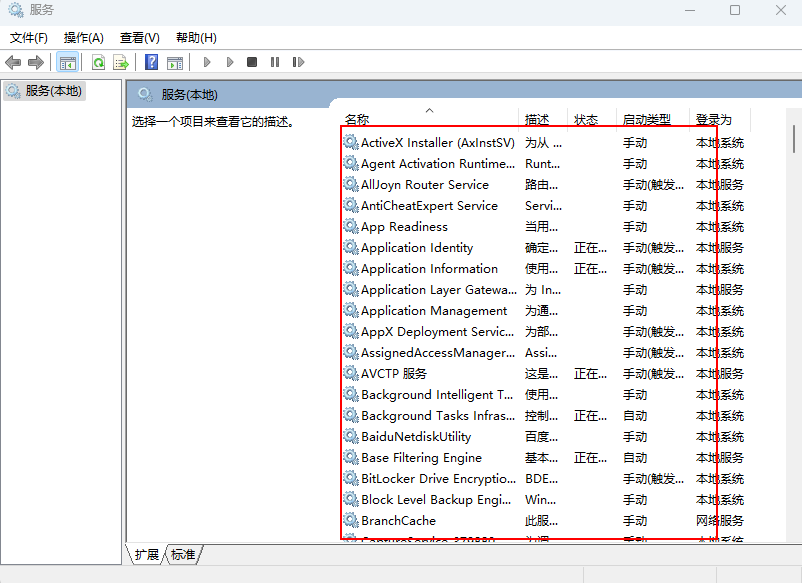 服务
文件(F) 操作(A) 查看(V) 帮助(H)
服务(本地)
服务(本地)
选择一个项目来查看它的描述。
名称 描述 状态 启动类型 登录为
ActiveX Installer (AxInstSV) 为从 ... 手动 本地系统
Agent Activation Runtime... Runt... 手动 本地系统
AllJoyn Router Service 路由... 手动(触发... 本地服务
AntiCheatExpert Service Servi... 手动 本地系统
App Readiness 当用... 手动 本地系统
Application Identity 确定... 正在... 手动(触发... 本地服务
Application Information 使用... 正在... 手动(触发... 本地系统
Application Layer Gatewa... 为 In... 手动 本地服务
Application Management 为通... 手动 本地系统
AppX Deployment Servic... 为部... 手动(触发... 本地系统
AssignedAccessManager... Assi... 手动(触发... 本地系统
AVCTP 服务 这是... 正在... 手动(触发... 本地服务
Background Intelligent T... 使用... 手动 本地系统
Background Tasks Infras... 控制... 正在... 自动 本地系统
BaiduNetdiskUtility 百度... 手动 本地系统
Base Filtering Engine 基本... 正在... 自动 本地服务
BitLocker Drive Encryptio... BDE... 手动(触发... 本地系统
Block Level Backup Engi... Win... 手动 本地系统
BranchCache 此服... 手动 网络服务
扩展 标准